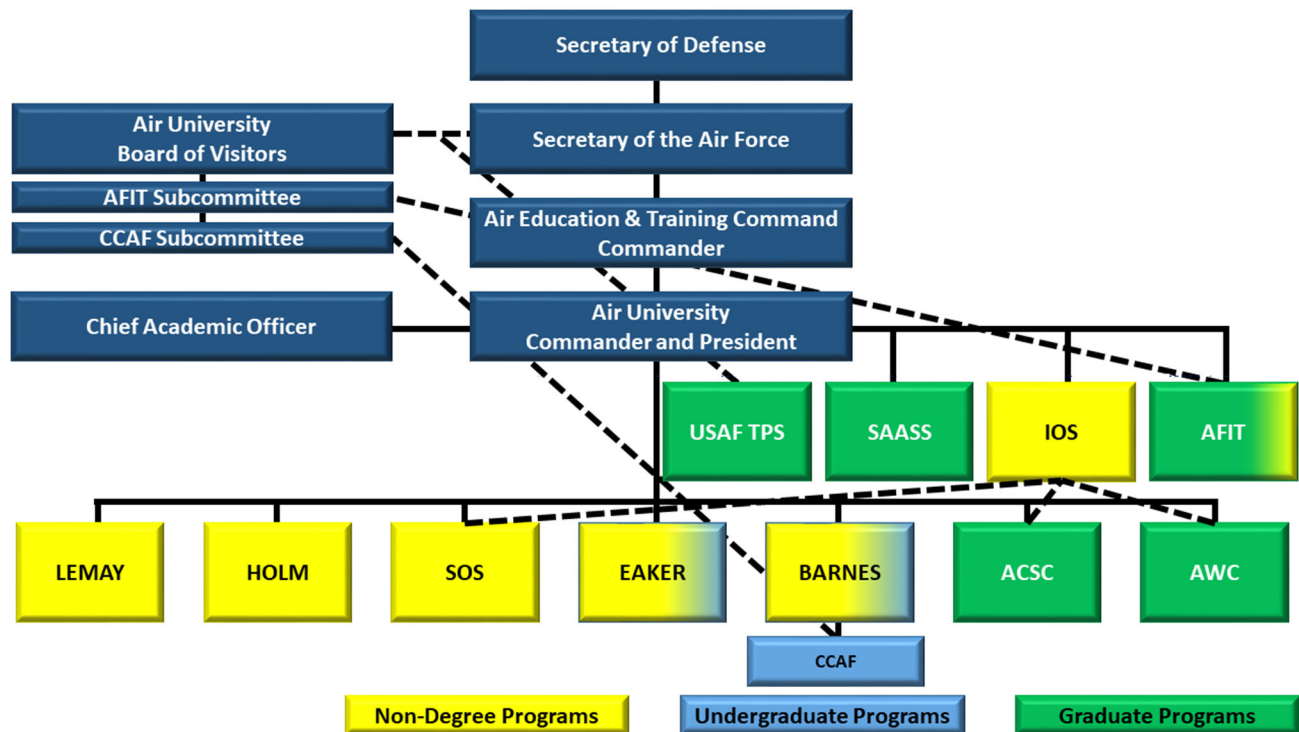 Secretary of Defense
Air University
Board of Visitors
Secretary of the Air Force
AFIT Subcommittee
CCAF Subcommittee
Air Education & Training Command
Commander
Chief Academic Officer
Air University
Commander and President
USAF TPS
SAASS
IOS
AFIT
LEMAY
HOLM
SOS
EAKER
BARNES
ACSC
AWC
CCAF
Non-Degree Programs
Undergraduate Programs
Graduate Programs